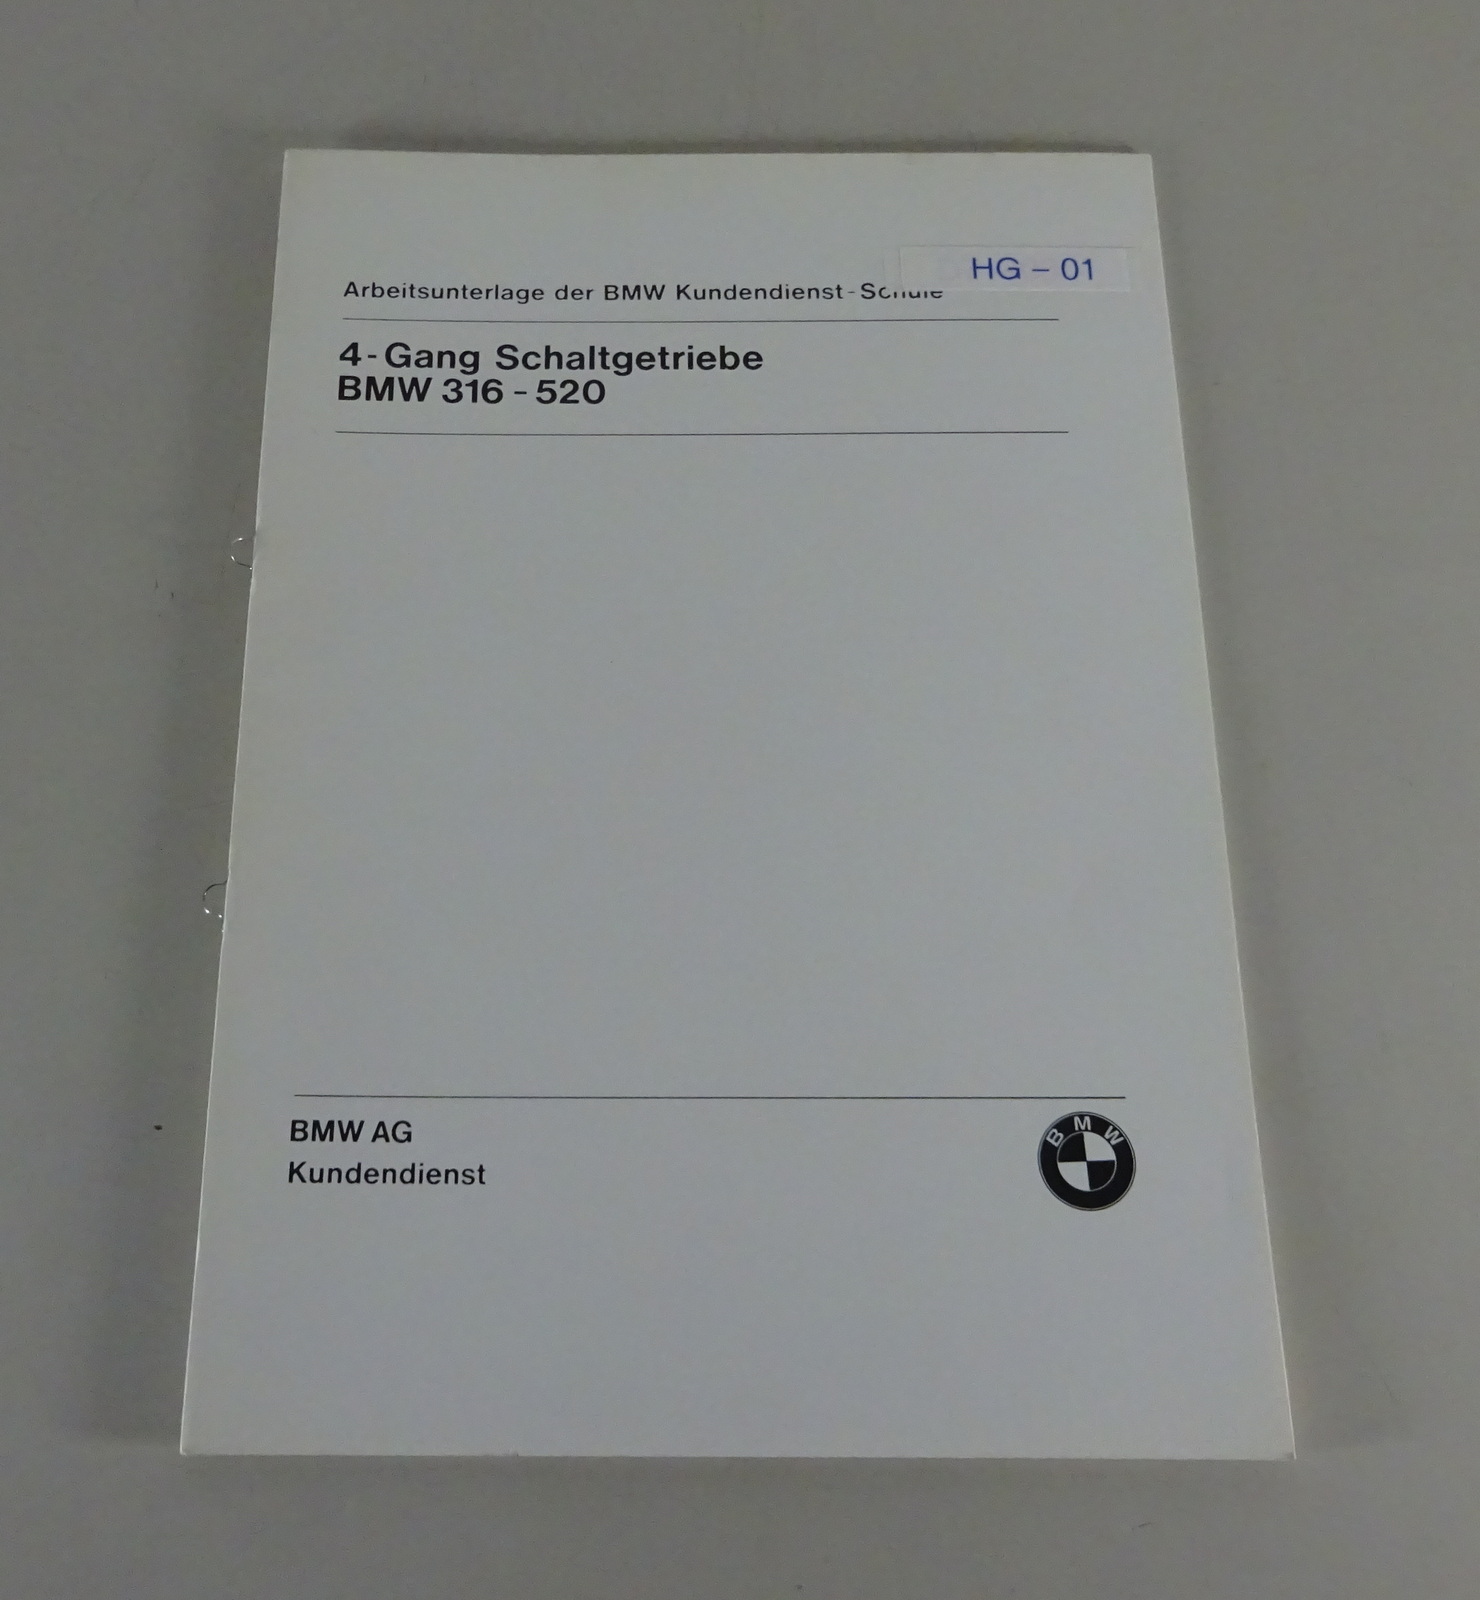 HG – 01
Arbeitsunterlage der BMW Kundendienst-Schule
4-Gang Schaltgetriebe
BMW 316 – 520
BMW AG
Kundendienst
BMW